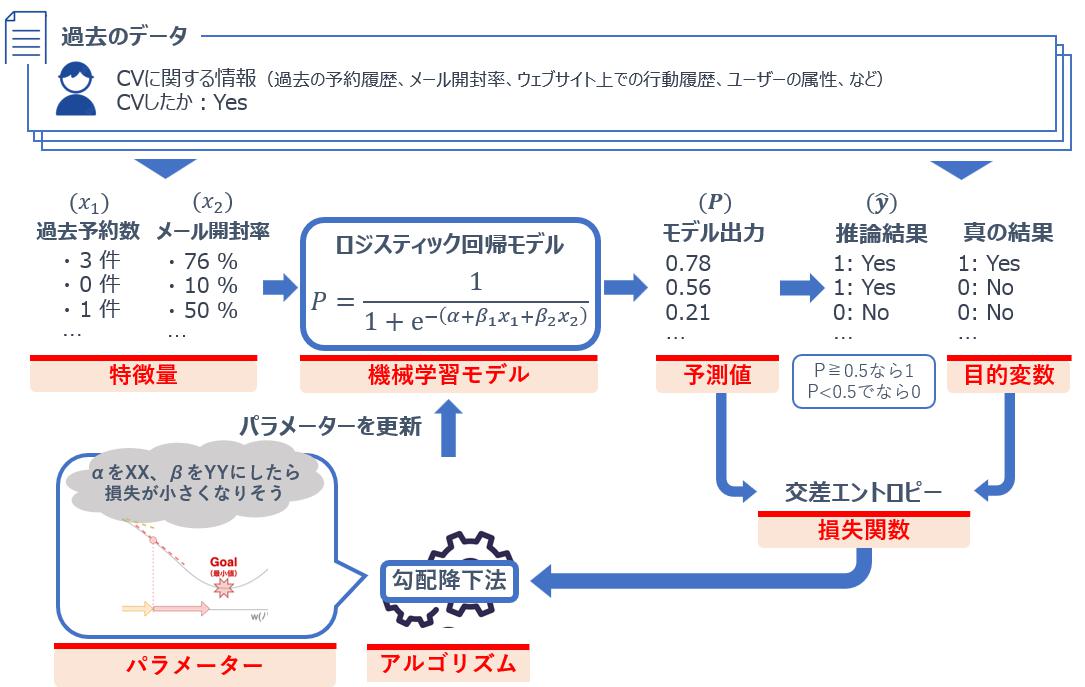 過去のデータ
CVに関する情報（過去の予約履歴、メール開封率、ウェブサイト上での行動履歴、ユーザーの属性、など）
CVしたか：Yes
(x₁)
過去予約数
・3 件
・0 件
・1 件
…
(x₂)
メール開封率
・76 %
・10 %
・50 %
…
特徴量
ロジスティック回帰モデル
P = 1 / (1 + e^−(α+β₁x₁+β₂x₂))
機械学習モデル
(P)
モデル出力
0.78
0.56
0.21
…
予測値
(ŷ)
推論結果
1: Yes
1: Yes
0: No
…
P≧0.5なら1
P<0.5でなら0
真の結果
1: Yes
0: No
0: No
…
目的変数
パラメーターを更新
αをXX、βをYYにしたら
損失が小さくなりそう
Goal
(最小値)
パラメーター
勾配降下法
アルゴリズム
交差エントロピー
損失関数